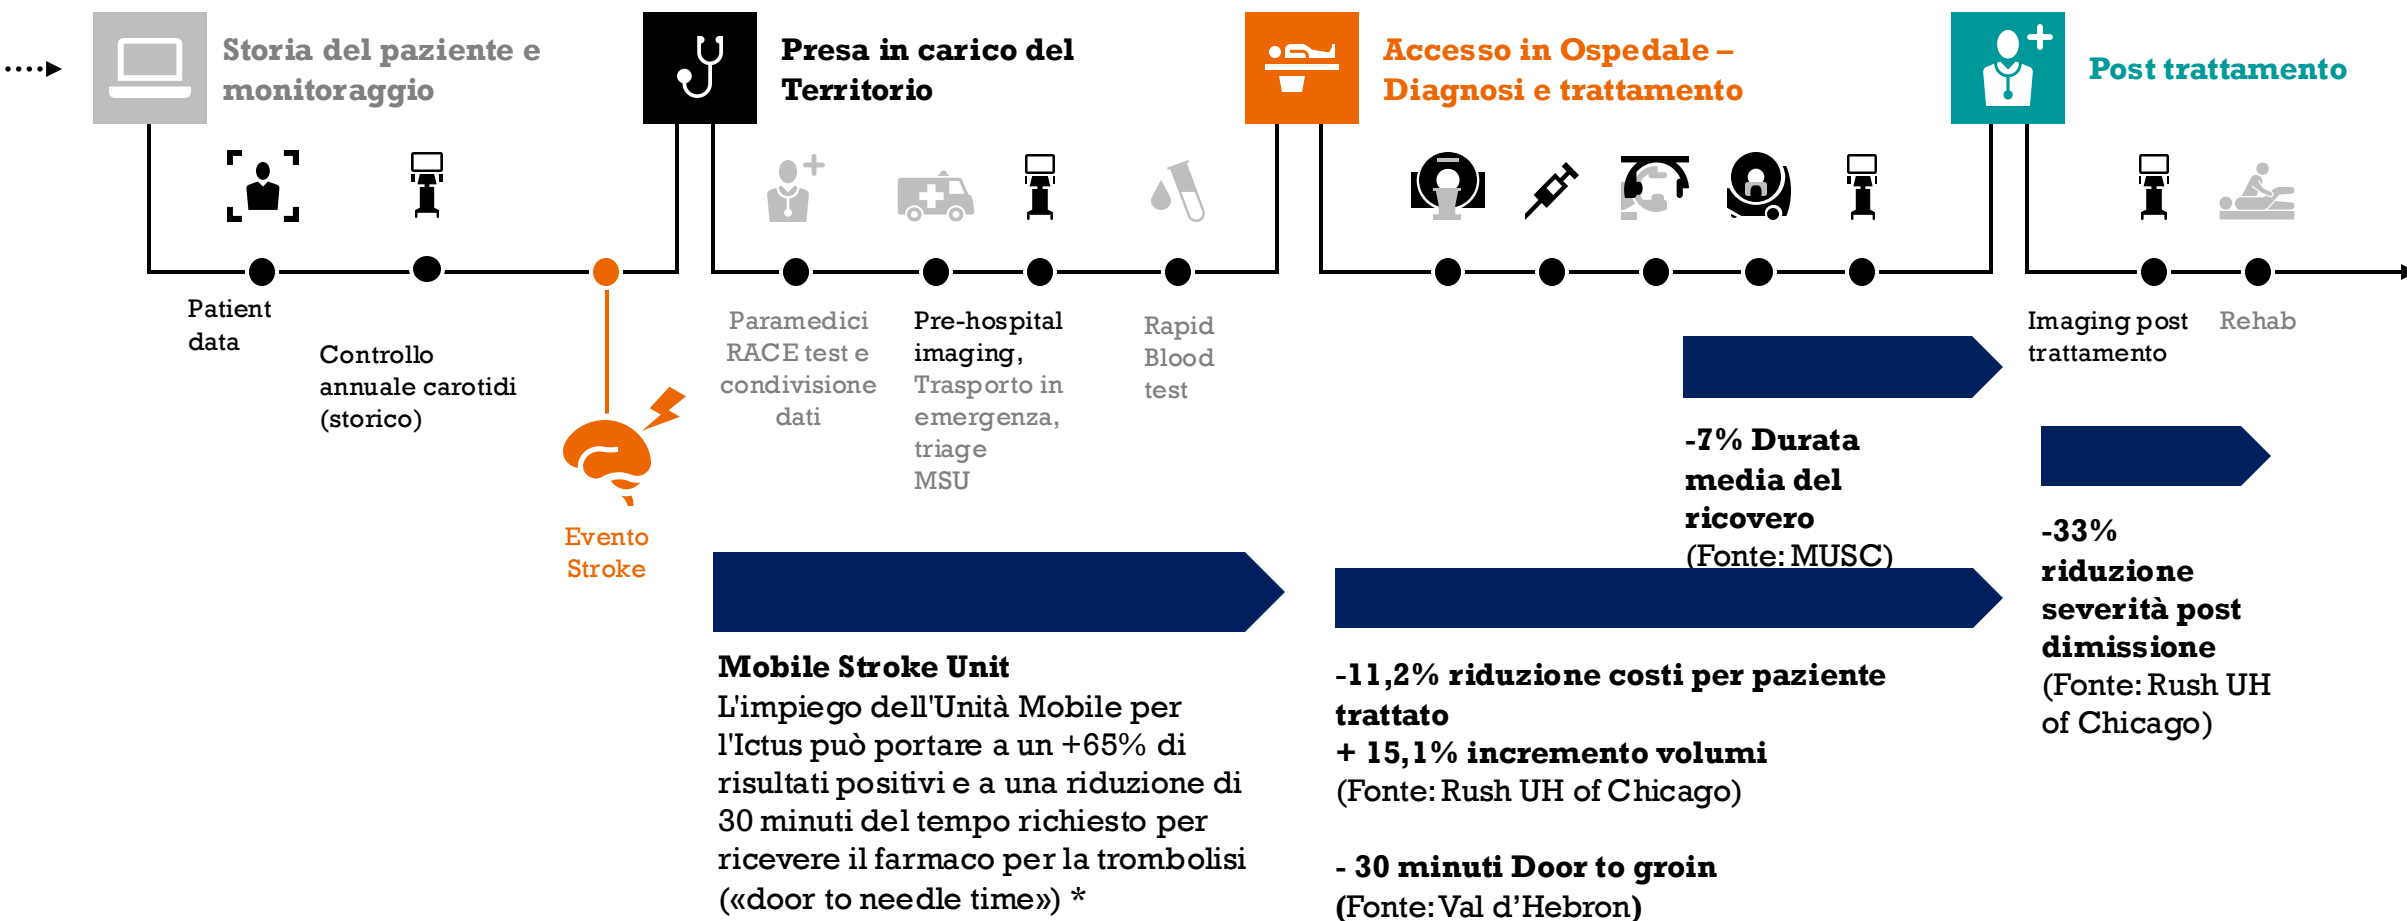 Storia del paziente e
monitoraggio
Presa in carico del
Territorio
Accesso in Ospedale –
Diagnosi e trattamento
Post trattamento
Patient
data
Controllo
annuale carotidi
(storico)
Evento
Stroke
Paramedici
RACE test e
condivisione
dati
Pre-hospital
imaging,
Trasporto in
emergenza,
triage
MSU
Rapid
Blood
test
Imaging post
trattamento
Rehab
-7% Durata
media del
ricovero
(Fonte: MUSC)
-33%
riduzione
severità post
dimissione
(Fonte: Rush UH
of Chicago)
Mobile Stroke Unit
L'impiego dell'Unità Mobile per
l'Ictus può portare a un +65% di
risultati positivi e a una riduzione di
30 minuti del tempo richiesto per
ricevere il farmaco per la trombolisi
(«door to needle time») *
-11,2% riduzione costi per paziente
trattato
+ 15,1% incremento volumi
(Fonte: Rush UH of Chicago)
- 30 minuti Door to groin
(Fonte: Val d’Hebron)